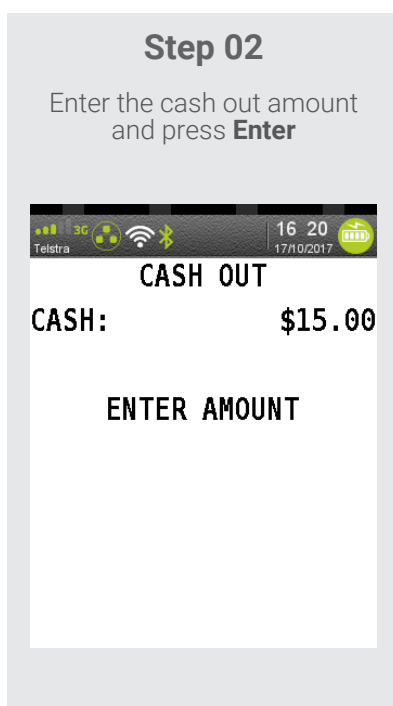 Step 02
Enter the cash out amount
and press Enter
3G
16 20
Telstra
17/10/2017
CASH OUT
CASH: $15.00
ENTER AMOUNT